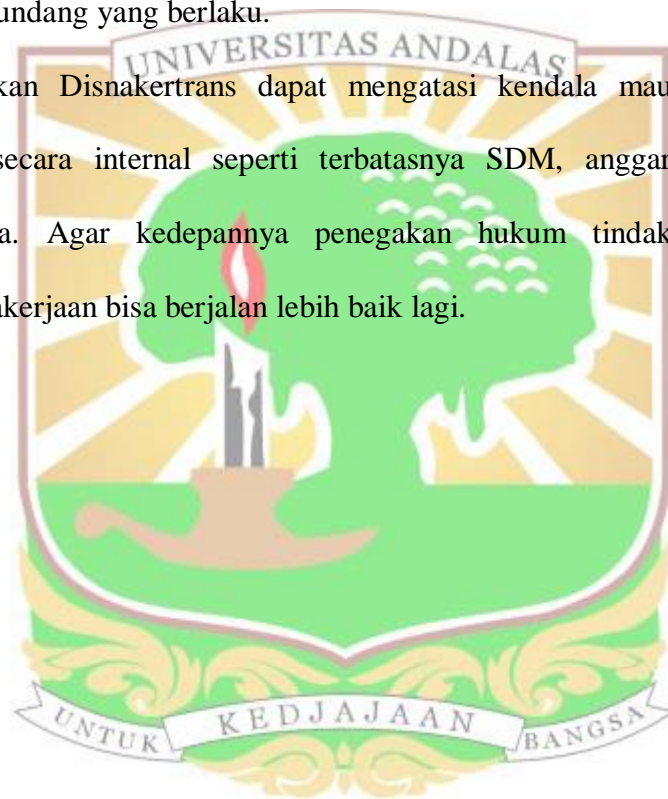 undang yang berlaku.
UNIVERSITAS ANDALAS
kan Disnakertrans dapat mengatasi kendala mau
secara internal seperti terbatasnya SDM, anggar
a. Agar kedepannya penegakan hukum tindak
akerjaan bisa berjalan lebih baik lagi.
UNTUK KEDJAJAAN BANGSA